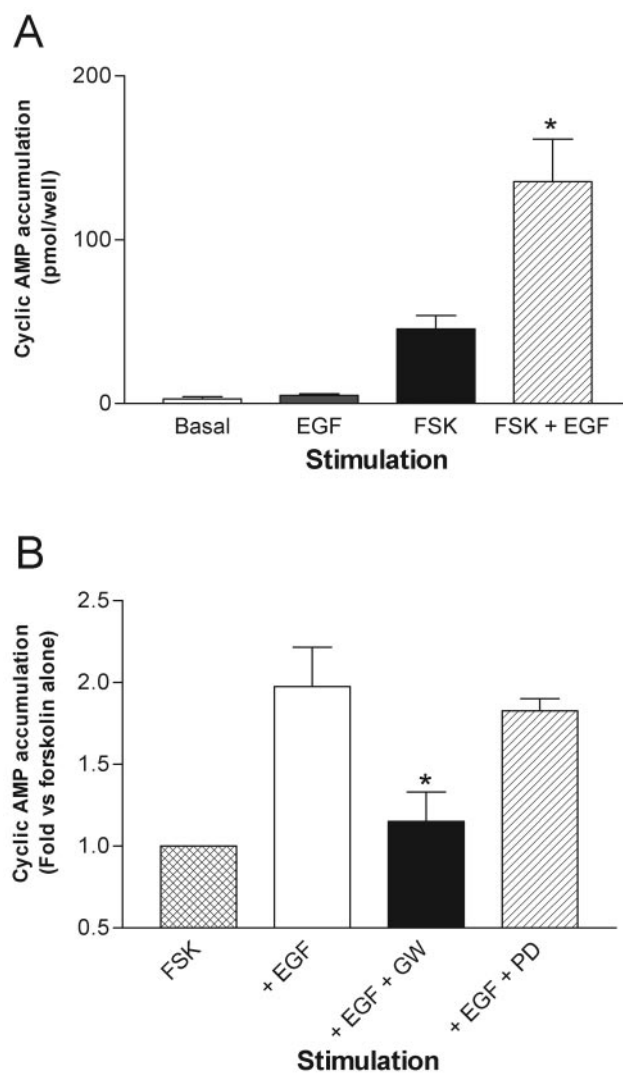 A
Cyclic AMP accumulation
(pmol/well)
200
100
0
*
Basal EGF FSK FSK + EGF
Stimulation
B
Cyclic AMP accumulation
(Fold vs forskolin alone)
2.5
2.0
1.5
1.0
0.5
*
FSK
+ EGF
+ EGF + GW
+ EGF + PD
Stimulation